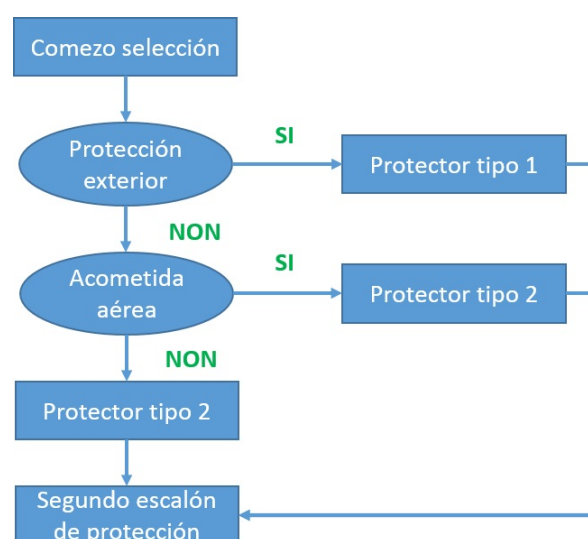 Comezo selección
Protección
exterior
SI
Protector tipo 1
NON
Acometida
aérea
SI
Protector tipo 2
NON
Protector tipo 2
Segundo escalón
de protección